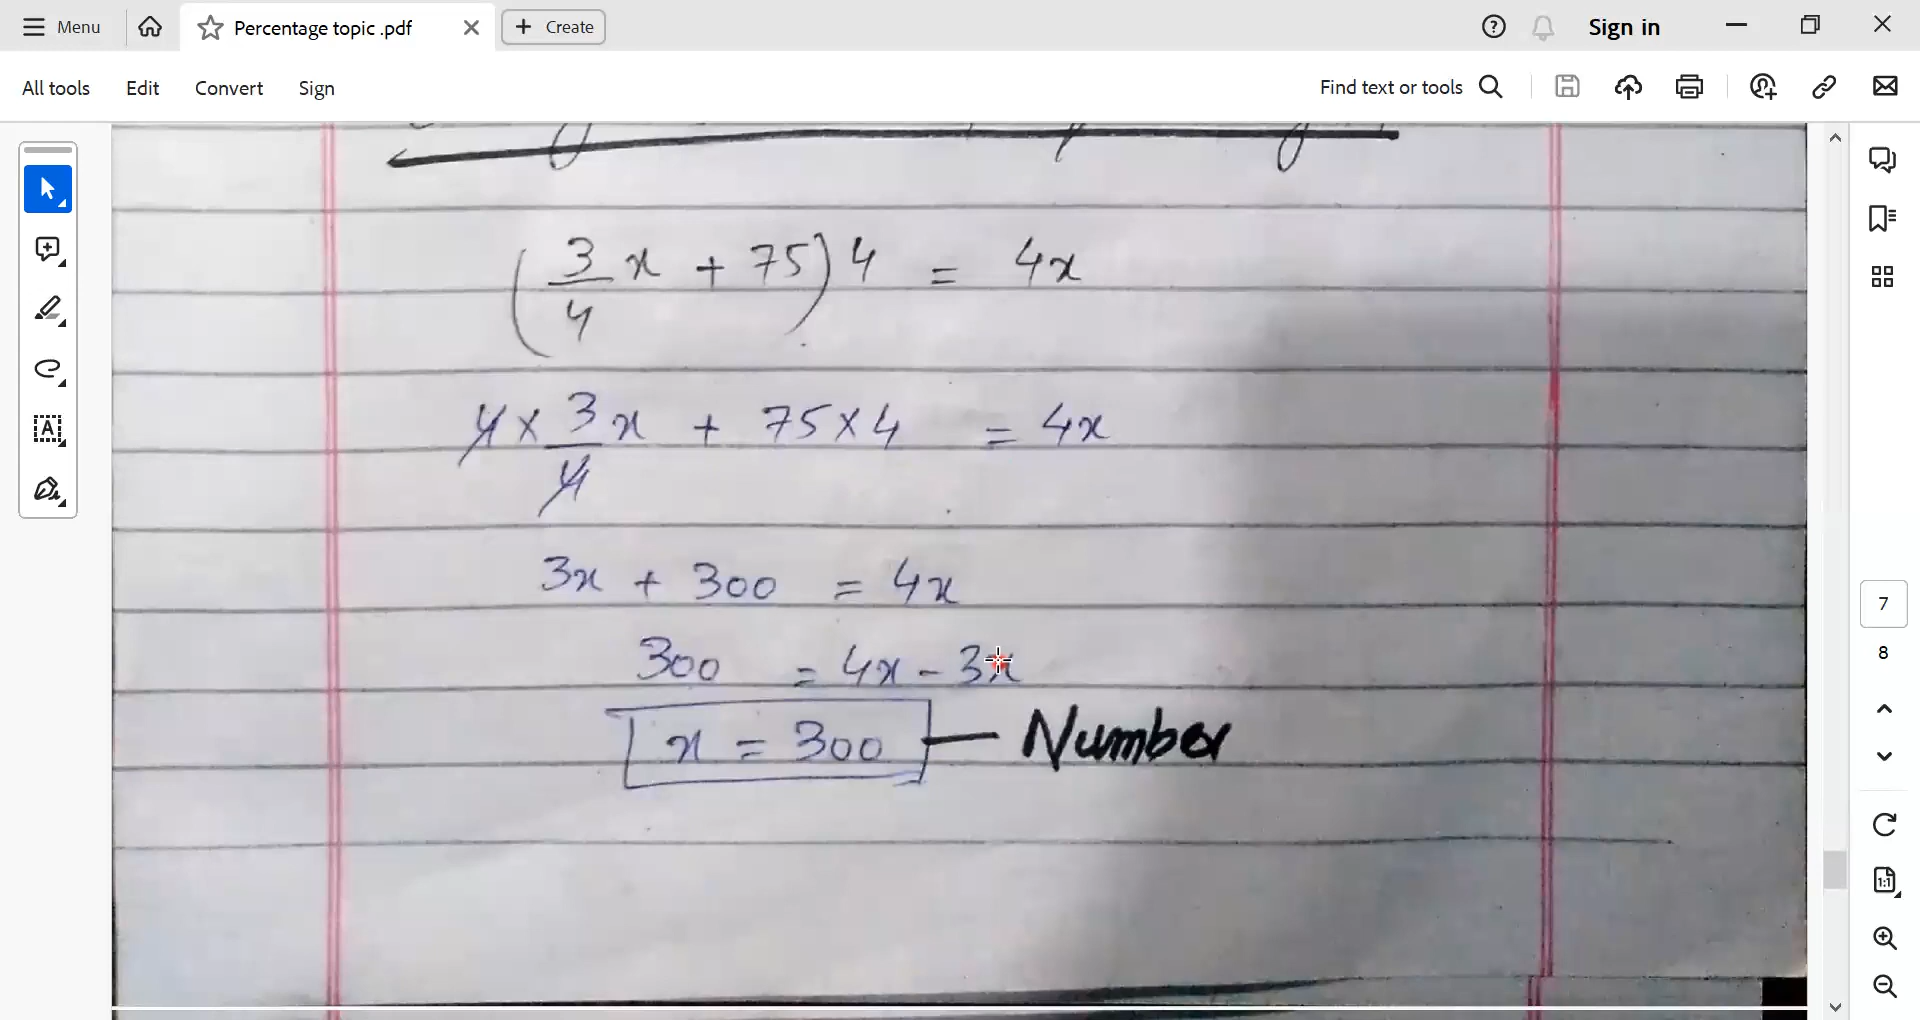 Menu Percentage topic .pdf Create Sign in
All tools Edit Convert Sign Find text or tools
(3/4 x + 75) 4 = 4x
4 × 3/4 x + 75 × 4 = 4x
3x + 300 = 4x
300 = 4x - 3x
x = 300 — Number
7
8